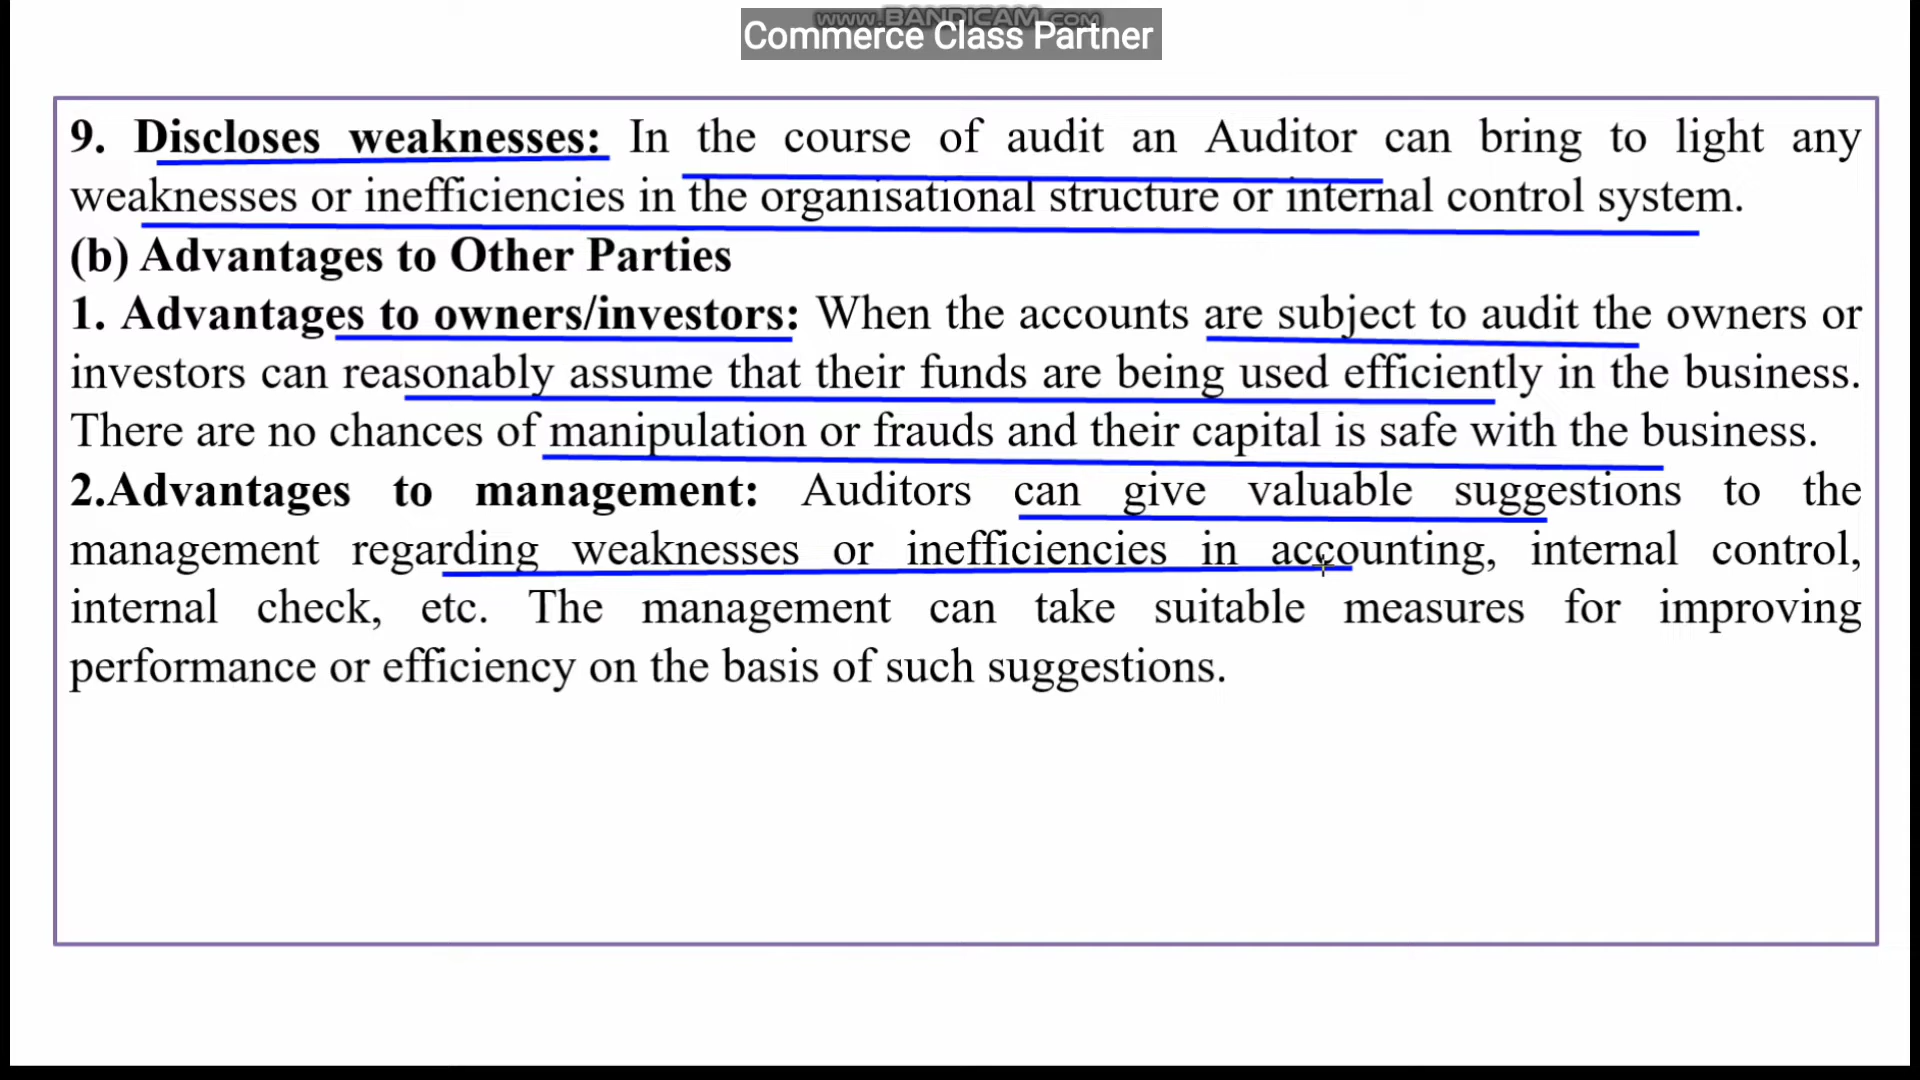 www.BANDICAM.com
Commerce Class Partner
9. Discloses weaknesses: In the course of audit an Auditor can bring to light any
weaknesses or inefficiencies in the organisational structure or internal control system.
(b) Advantages to Other Parties
1. Advantages to owners/investors: When the accounts are subject to audit the owners or
investors can reasonably assume that their funds are being used efficiently in the business.
There are no chances of manipulation or frauds and their capital is safe with the business.
2.Advantages to management: Auditors can give valuable suggestions to the
management regarding weaknesses or inefficiencies in accounting, internal control,
internal check, etc. The management can take suitable measures for improving
performance or efficiency on the basis of such suggestions.